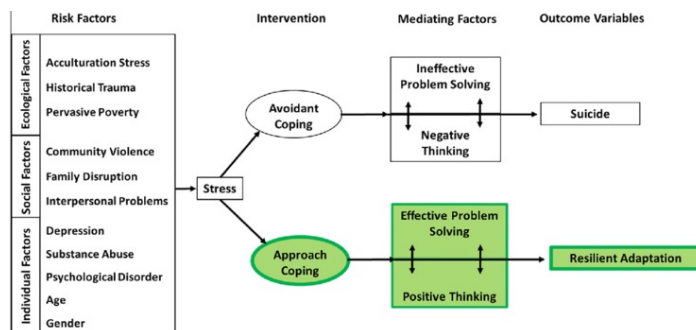 Risk Factors
Intervention
Mediating Factors
Outcome Variables
Ecological Factors
Acculturation Stress
Historical Trauma
Pervasive Poverty
Social Factors
Community Violence
Family Disruption
Interpersonal Problems
Individual Factors
Depression
Substance Abuse
Psychological Disorder
Age
Gender
Stress
Avoidant
Coping
Ineffective
Problem Solving
Negative
Thinking
Suicide
Approach
Coping
Effective Problem
Solving
Positive Thinking
Resilient Adaptation